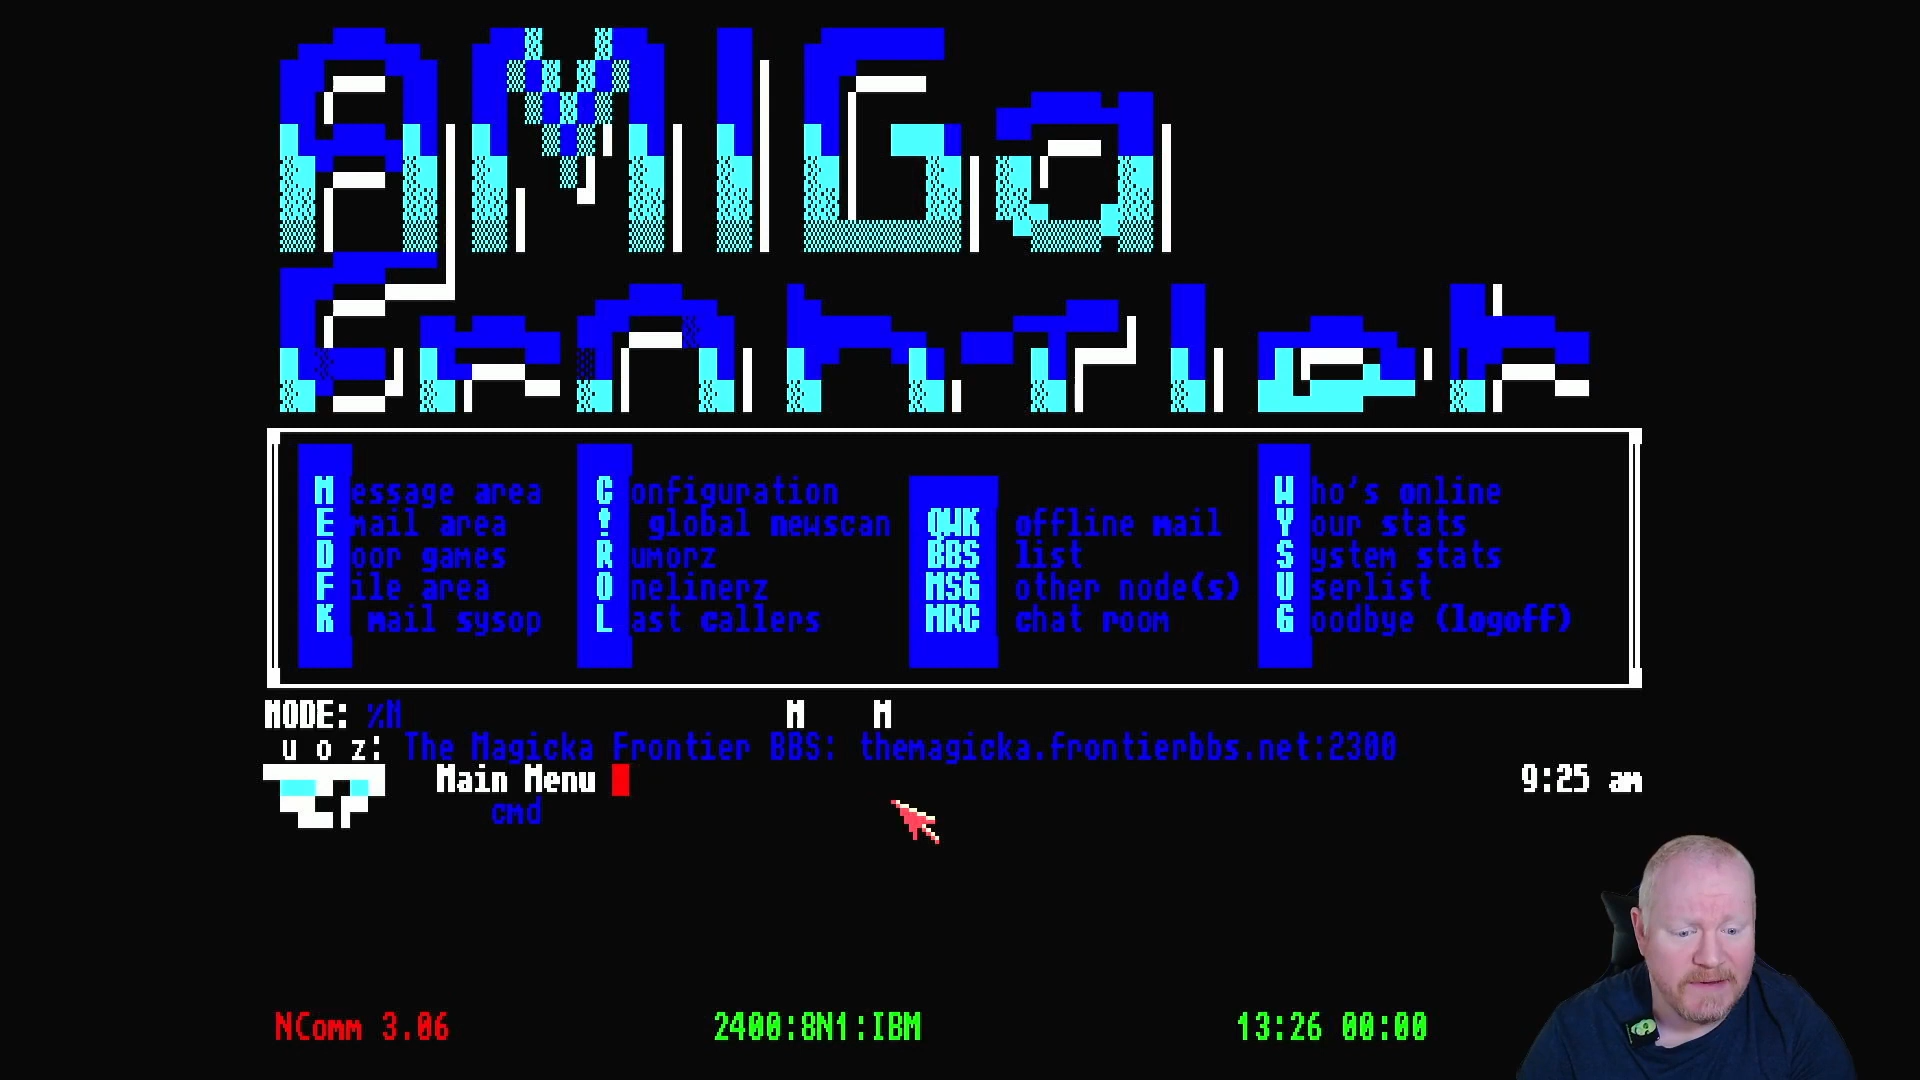 AMIGa
Frontier
Message area Configuration Who's online
Email area ! global newscan QWK offline mail Your stats
Door games Rumorz BBS list System stats
File area Onelinerz MSG other node(s) Userlist
K mail sysop Last callers MRC chat room Goodbye (logoff)
NODE: %N M M
u o z: The Magicka Frontier BBS: themagicka.frontierbbs.net:2300
Main Menu 9:25 am
cmd
NComm 3.06 2400:8N1:IBM 13:26 00:00